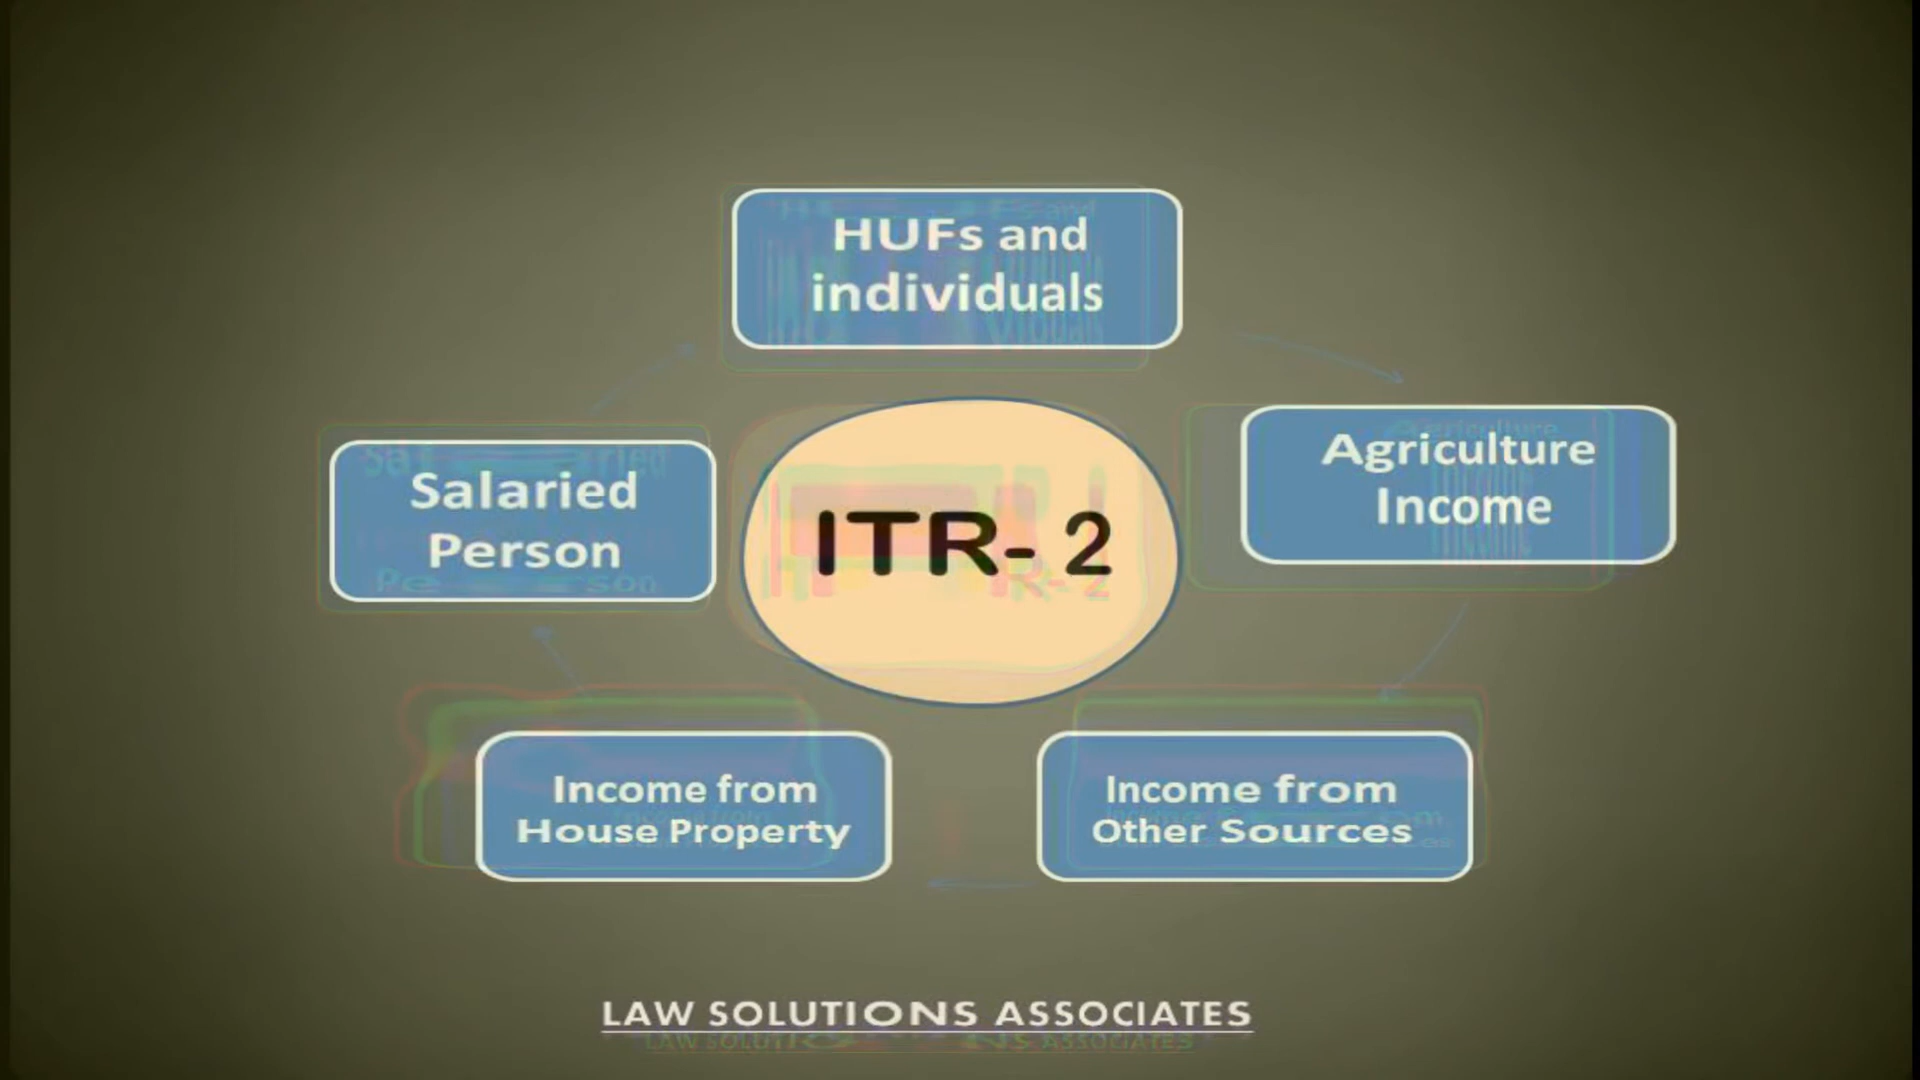 HUFs and
individuals
Agriculture
Income
Salaried
Person
ITR- 2
Income from
House Property
Income from
Other Sources
LAW SOLUTIONS ASSOCIATES